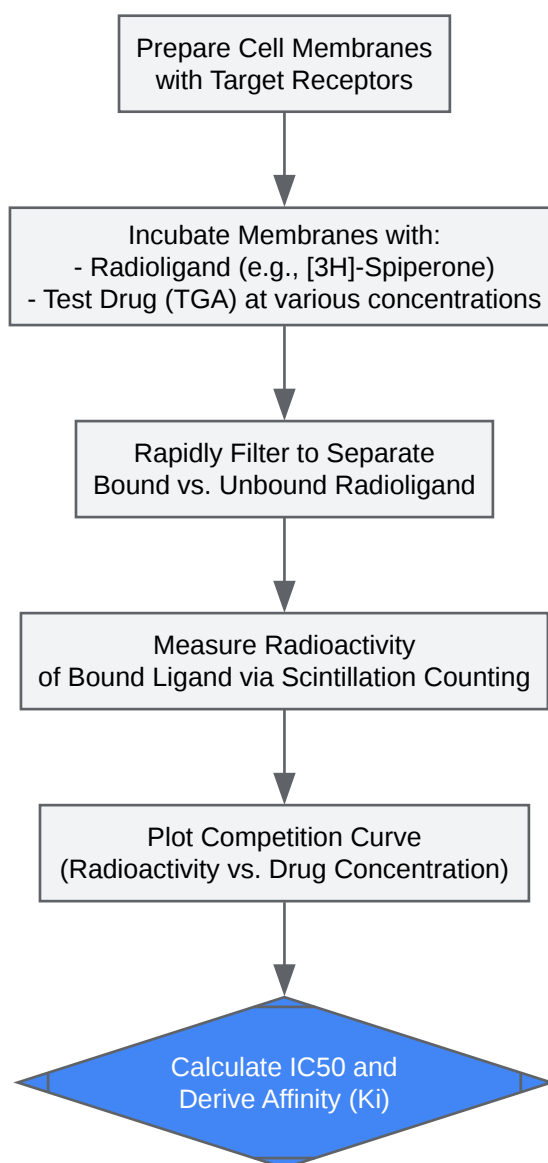 Prepare Cell Membranes
with Target Receptors
Incubate Membranes with:
- Radioligand (e.g., [3H]-Spiperone)
- Test Drug (TGA) at various concentrations
Rapidly Filter to Separate
Bound vs. Unbound Radioligand
Measure Radioactivity
of Bound Ligand via Scintillation Counting
Plot Competition Curve
(Radioactivity vs. Drug Concentration)
Calculate IC50 and
Derive Affinity (Ki)